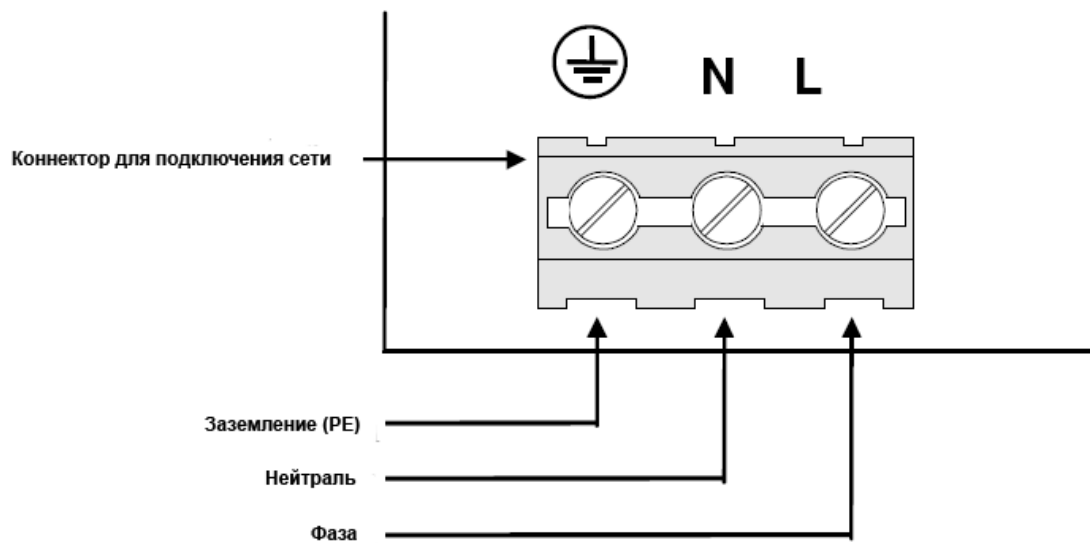 N L
Коннектор для подключения сети
Заземление (PE)
Нейтраль
Фаза